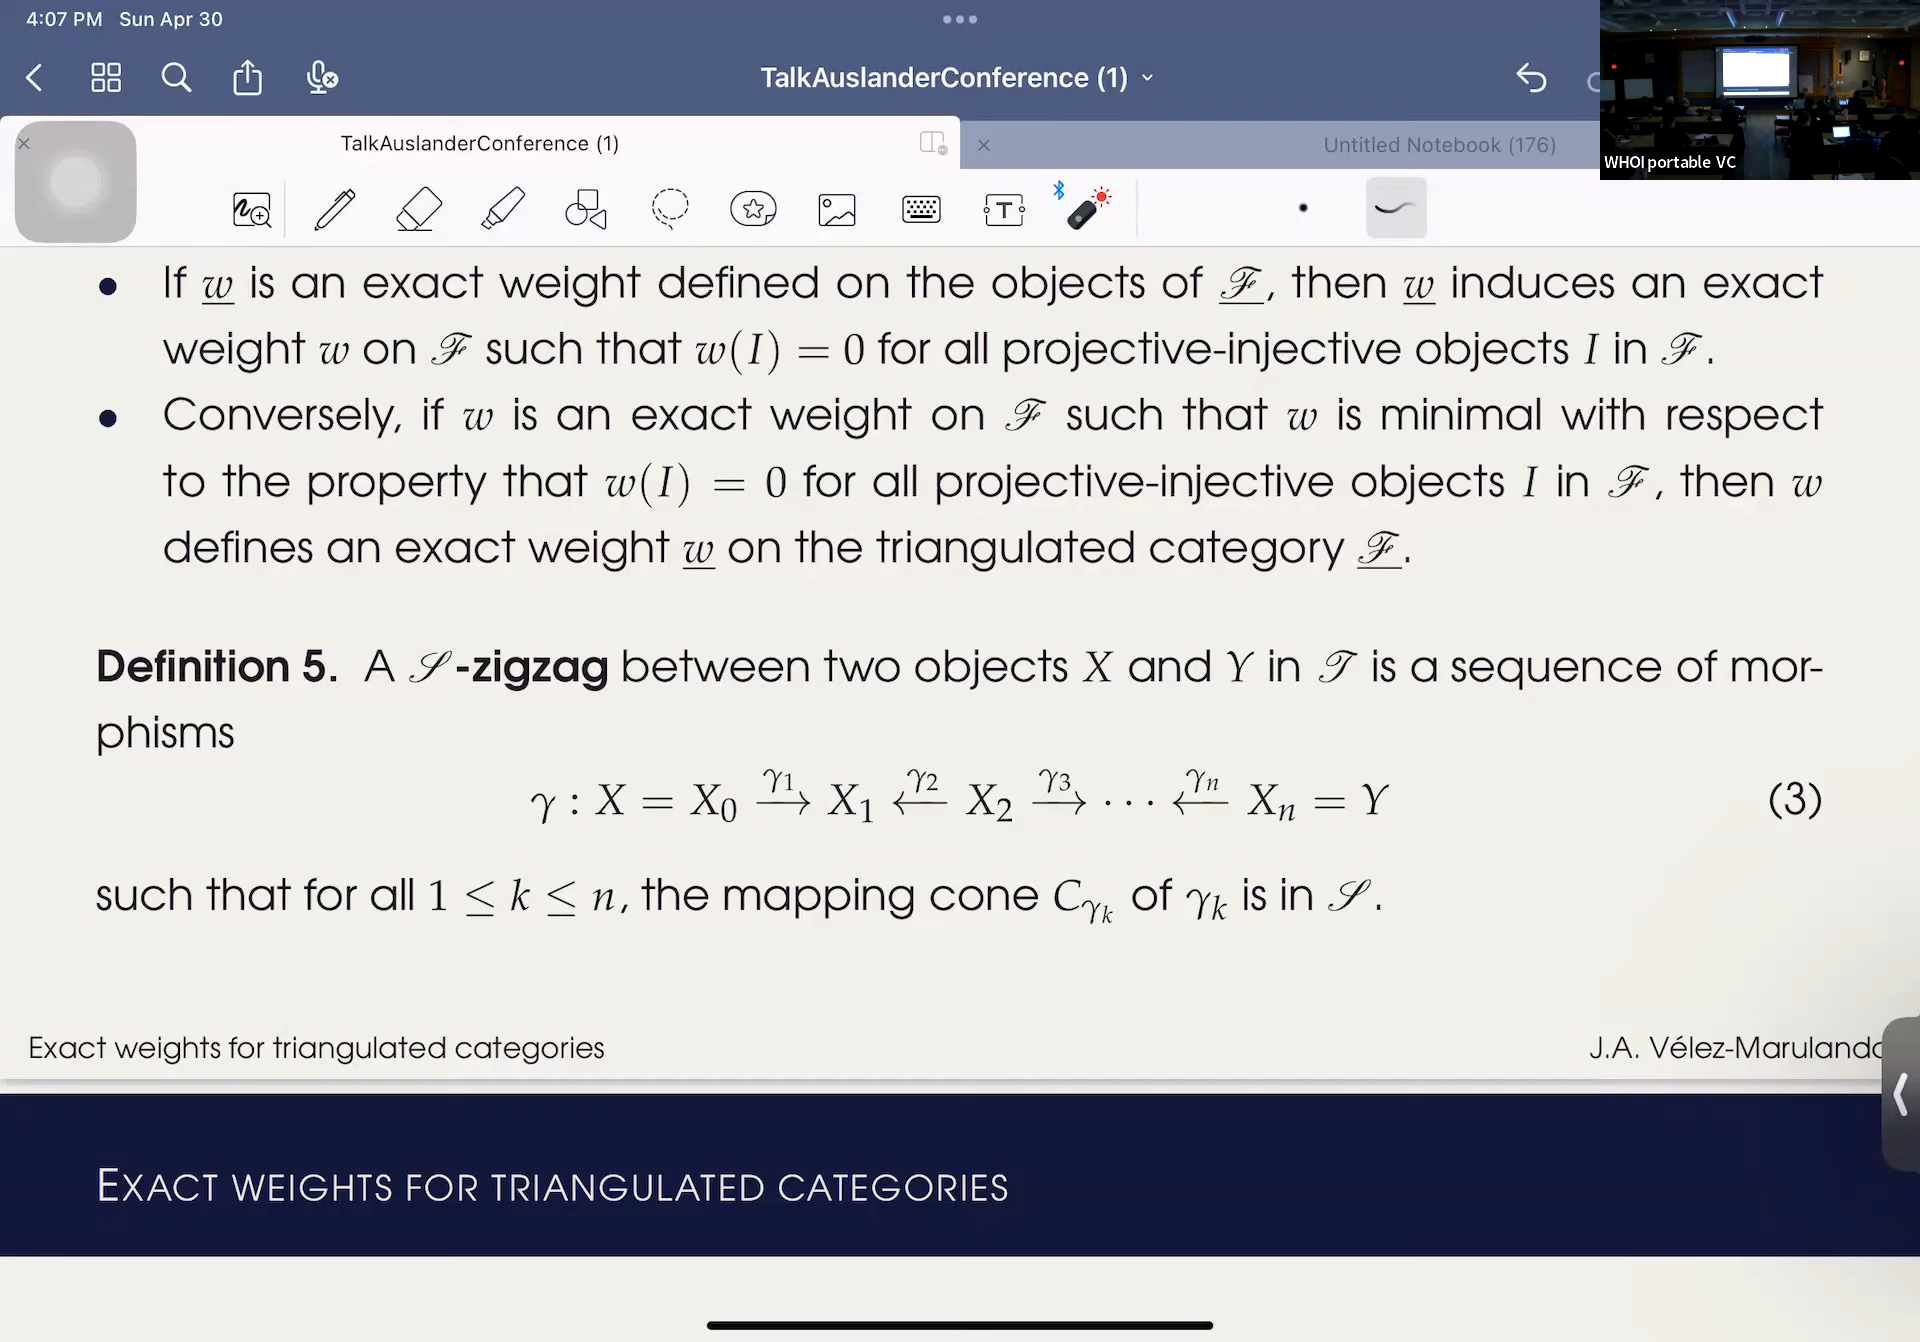 4:07 PM Sun Apr 30
TalkAuslanderConference (1)
WHOI portable VC
TalkAuslanderConference (1)
Untitled Notebook (176)
• If w̲ is an exact weight defined on the objects of ℱ̲, then w̲ induces an exact
weight w on ℱ such that w(I) = 0 for all projective-injective objects I in ℱ.
• Conversely, if w is an exact weight on ℱ such that w is minimal with respect
to the property that w(I) = 0 for all projective-injective objects I in ℱ, then w
defines an exact weight w̲ on the triangulated category ℱ̲.
Definition 5. A 𝒮-zigzag between two objects X and Y in 𝒯 is a sequence of mor-
phisms
γ : X = X₀ →^{γ₁} X₁ ←^{γ₂} X₂ →^{γ₃} ⋯ ←^{γₙ} Xₙ = Y (3)
such that for all 1 ≤ k ≤ n, the mapping cone C_{γₖ} of γₖ is in 𝒮.
Exact weights for triangulated categories
J.A. Vélez-Marulanda
EXACT WEIGHTS FOR TRIANGULATED CATEGORIES